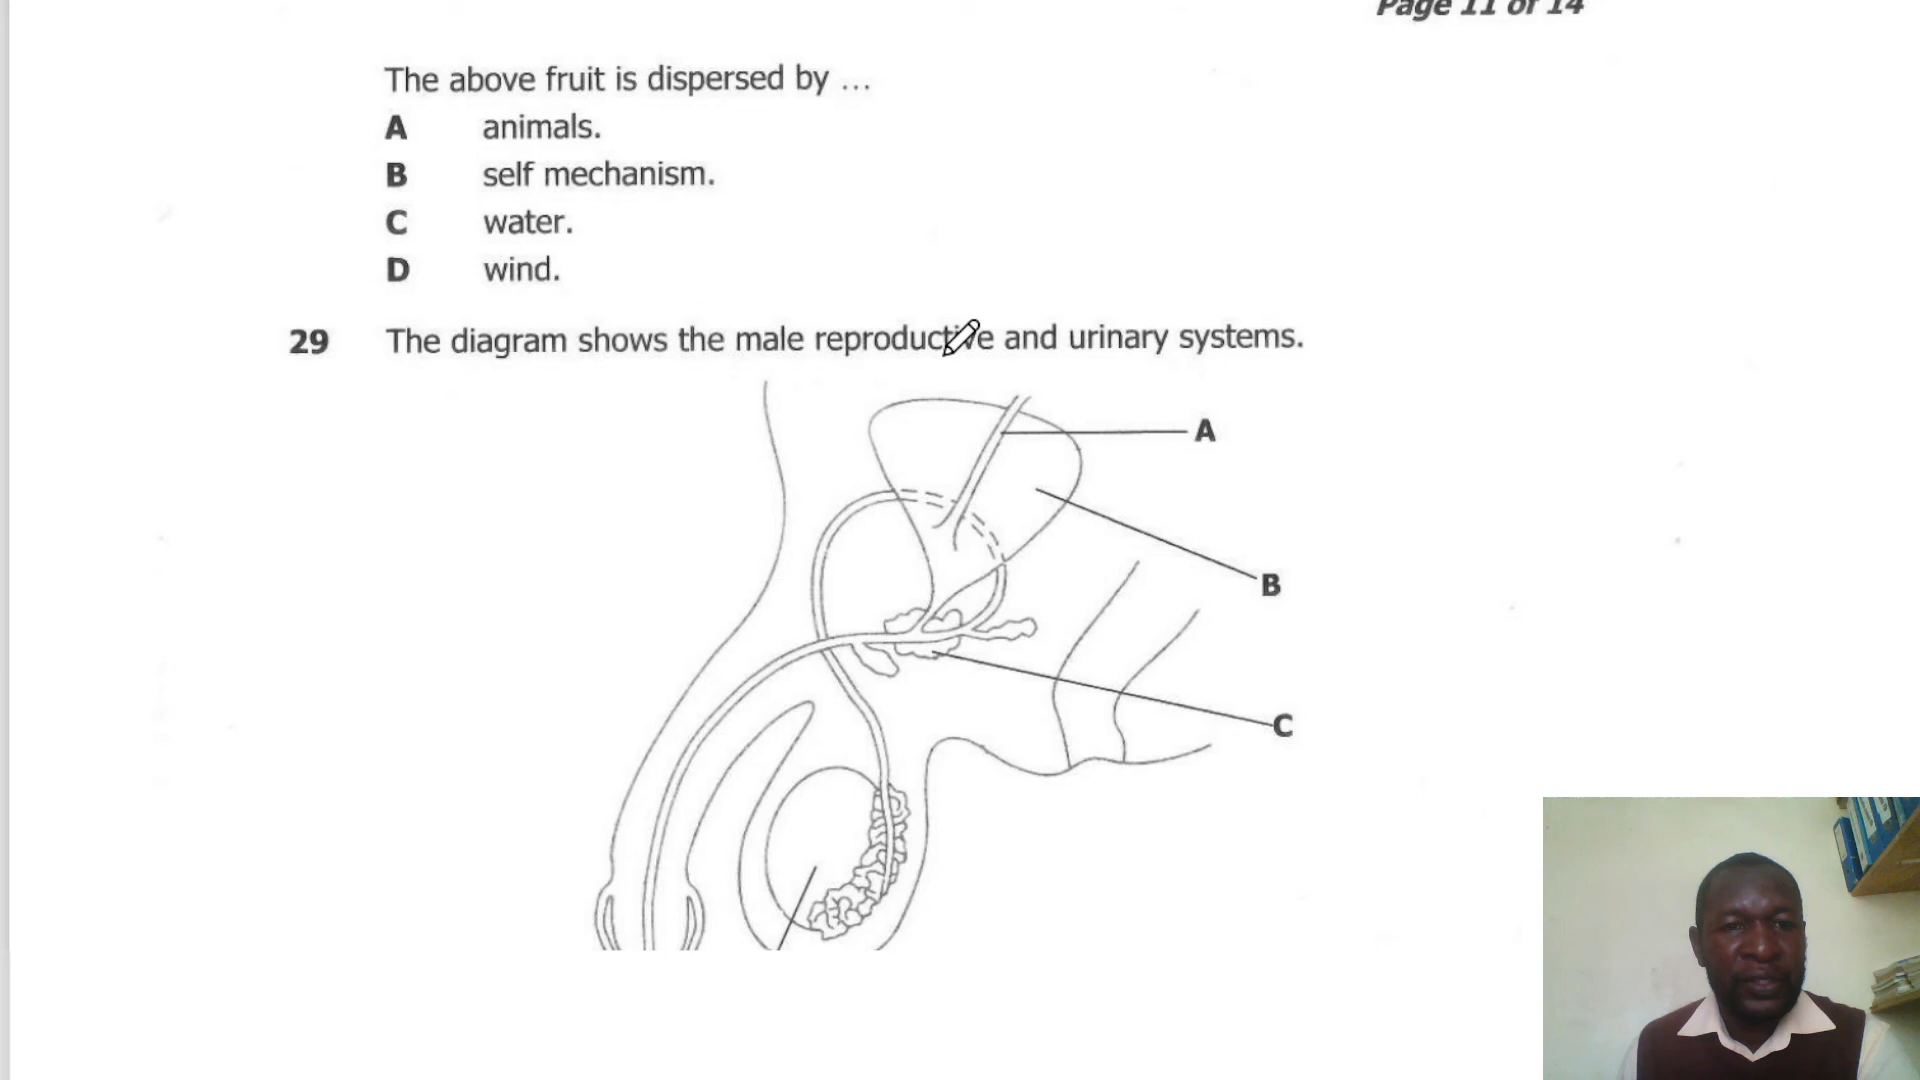 Page 11 of 14
The above fruit is dispersed by ...
A animals.
B self mechanism.
C water.
D wind.
29 The diagram shows the male reproductive and urinary systems.
A
B
C